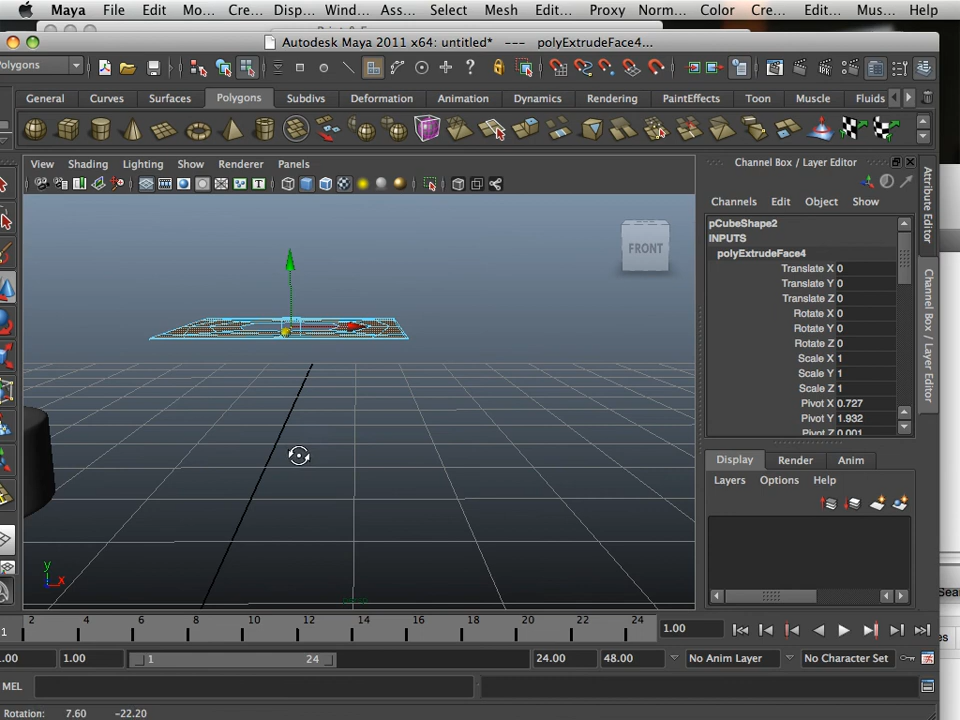 Maya File Edit Mo... Cre... Disp... Wind... Ass... Select Mesh Edit... Proxy Norm... Color Cre... Edit... Mus... Help
Autodesk Maya 2011 x64: untitled* --- polyExtrudeFace4...
Polygons
General Curves Surfaces Polygons Subdivs Deformation Animation Dynamics Rendering PaintEffects Toon Muscle Fluids
View Shading Lighting Show Renderer Panels
Channel Box / Layer Editor
Channels Edit Object Show
pCubeShape2
INPUTS
polyExtrudeFace4
Translate X 0
Translate Y 0
Translate Z 0
Rotate X 0
Rotate Y 0
Rotate Z 0
Scale X 1
Scale Y 1
Scale Z 1
Pivot X 0.727
Pivot Y 1.932
Pivot Z 0.001
Attribute Editor
Channel Box / Layer Editor
FRONT
Display Render Anim
Layers Options Help
y
x
2 4 6 8 10 12 14 16 18 20 22 24
1 1.00
1.00 1.00 1 24 24.00 48.00 No Anim Layer No Character Set
MEL
Rotation: 7.60 -22.20